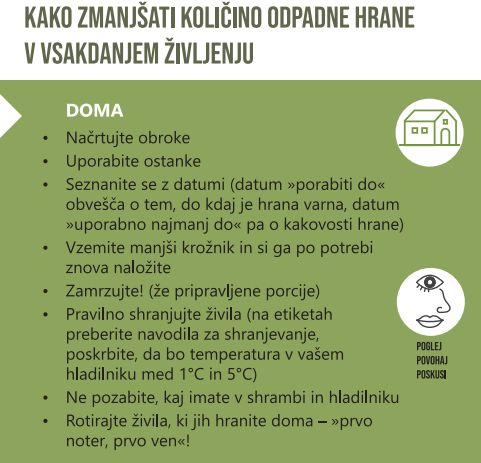 KAKO ZMANJŠATI KOLIČINO ODPADNE HRANE
V VSAKDANJEM ŽIVLJENJU
DOMA
• Načrtujte obroke
• Uporabite ostanke
• Seznanite se z datumi (datum »porabiti do«
obvešča o tem, do kdaj je hrana varna, datum
»uporabno najmanj do« pa o kakovosti hrane)
• Vzemite manjši krožnik in si ga po potrebi
znova naložite
• Zamrzujte! (že pripravljene porcije)
• Pravilno shranjujte živila (na etiketah
preberite navodila za shranjevanje,
poskrbite, da bo temperatura v vašem
hladilniku med 1°C in 5°C)
• Ne pozabite, kaj imate v shrambi in hladilniku
• Rotirajte živila, ki jih hranite doma – »prvo
noter, prvo ven«!
POGLEJ
POVOHAJ
POSKUSI